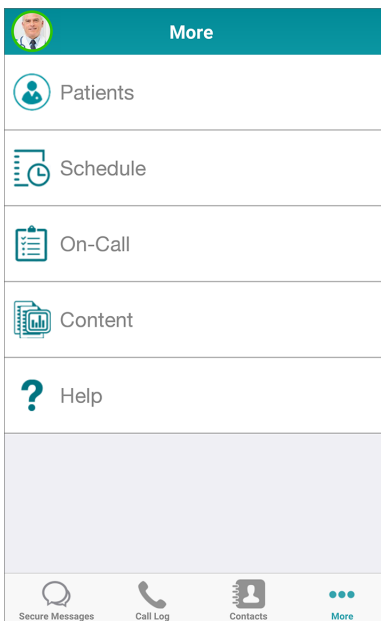 More
Patients
Schedule
On-Call
Content
? Help
Secure Messages
Call Log
Contacts
More